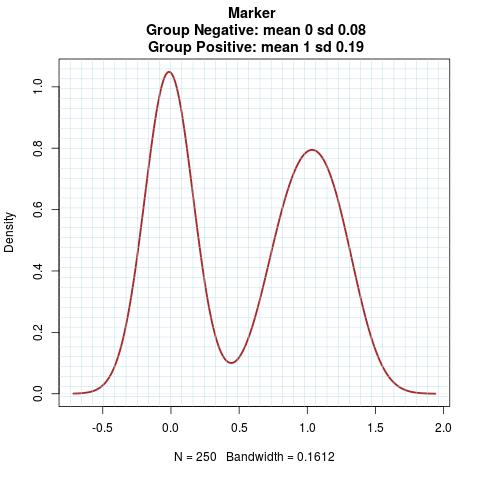 Marker
Group Negative: mean 0 sd 0.08
Group Positive: mean 1 sd 0.19
1.0
0.8
0.6
0.4
0.2
0.0
Density
-0.5 0.0 0.5 1.0 1.5 2.0
N = 250 Bandwidth = 0.1612